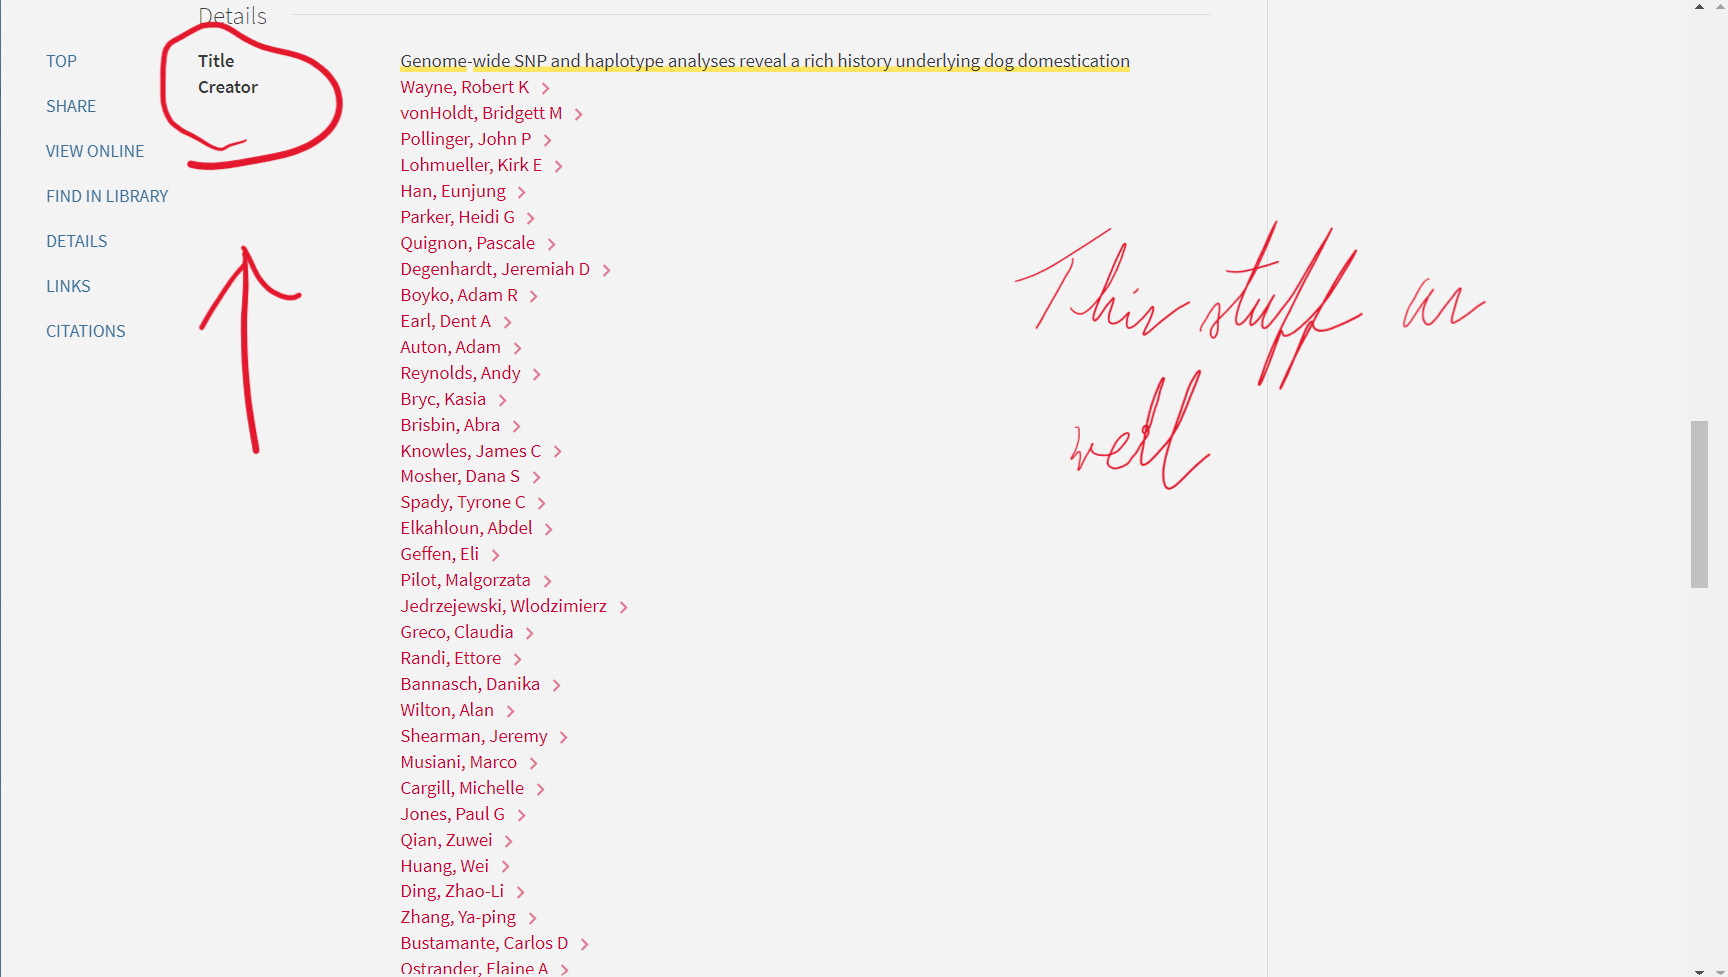 Details
TOP
SHARE
VIEW ONLINE
FIND IN LIBRARY
DETAILS
LINKS
CITATIONS
Title
Genome-wide SNP and haplotype analyses reveal a rich history underlying dog domestication
Creator
Wayne, Robert K
vonHoldt, Bridgett M
Pollinger, John P
Lohmueller, Kirk E
Han, Eunjung
Parker, Heidi G
Quignon, Pascale
Degenhardt, Jeremiah D
Boyko, Adam R
Earl, Dent A
Auton, Adam
Reynolds, Andy
Bryc, Kasia
Brisbin, Abra
Knowles, James C
Mosher, Dana S
Spady, Tyrone C
Elkahloun, Abdel
Geffen, Eli
Pilot, Malgorzata
Jedrzejewski, Wlodzimierz
Greco, Claudia
Randi, Ettore
Bannasch, Danika
Wilton, Alan
Shearman, Jeremy
Musiani, Marco
Cargill, Michelle
Jones, Paul G
Qian, Zuwei
Huang, Wei
Ding, Zhao-Li
Zhang, Ya-ping
Bustamante, Carlos D
Ostrander, Elaine A
This stuff as
well